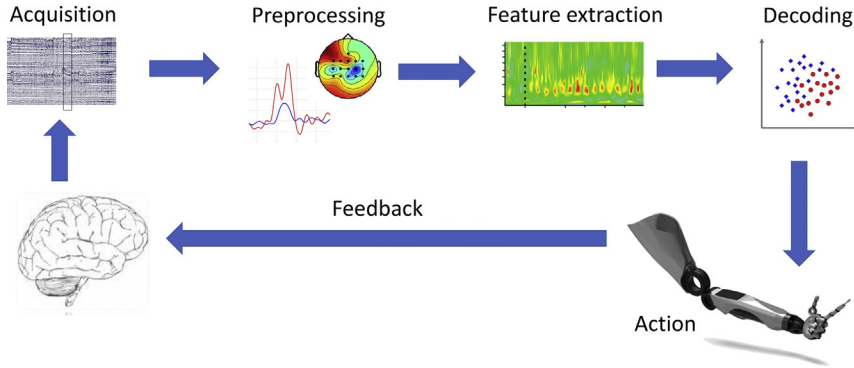 Acquisition
Preprocessing
Feature extraction
Decoding
Feedback
Action